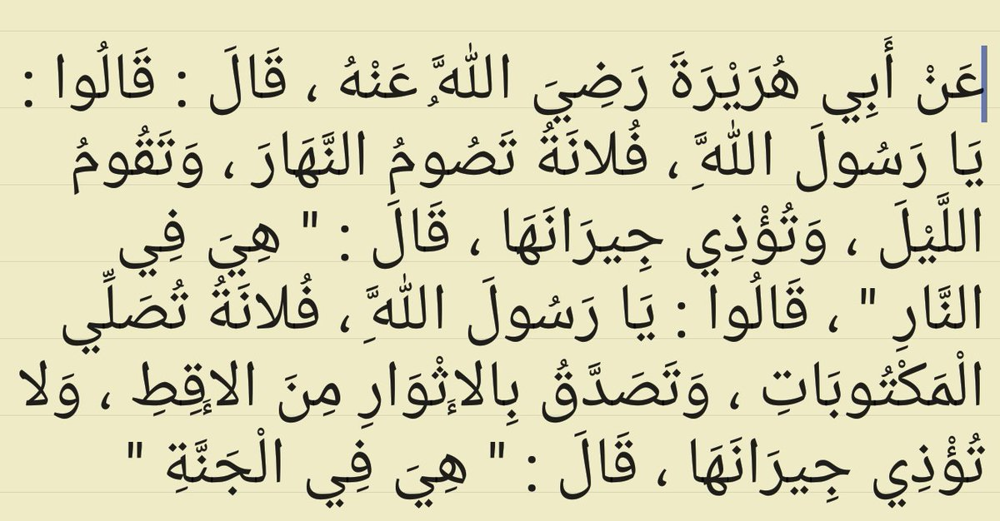 عَنْ أَبِي هُرَيْرَةَ رَضِيَ اللَّهُ عَنْهُ ، قَالَ : قَالُوا :
يَا رَسُولَ اللَّهِ ، فُلانَةُ تَصُومُ النَّهَارَ ، وَتَقُومُ
اللَّيْلَ ، وَتُؤْذِي جِيرَانَهَا ، قَالَ : " هِيَ فِي
النَّارِ " ، قَالُوا : يَا رَسُولَ اللَّهِ ، فُلانَةُ تُصَلِّي
الْمَكْتُوبَاتِ ، وَتَصَدَّقُ بِالإَثْوَارِ مِنَ الإَقِطِ ، وَلا
تُؤْذِي جِيرَانَهَا ، قَالَ : " هِيَ فِي الْجَنَّةِ "